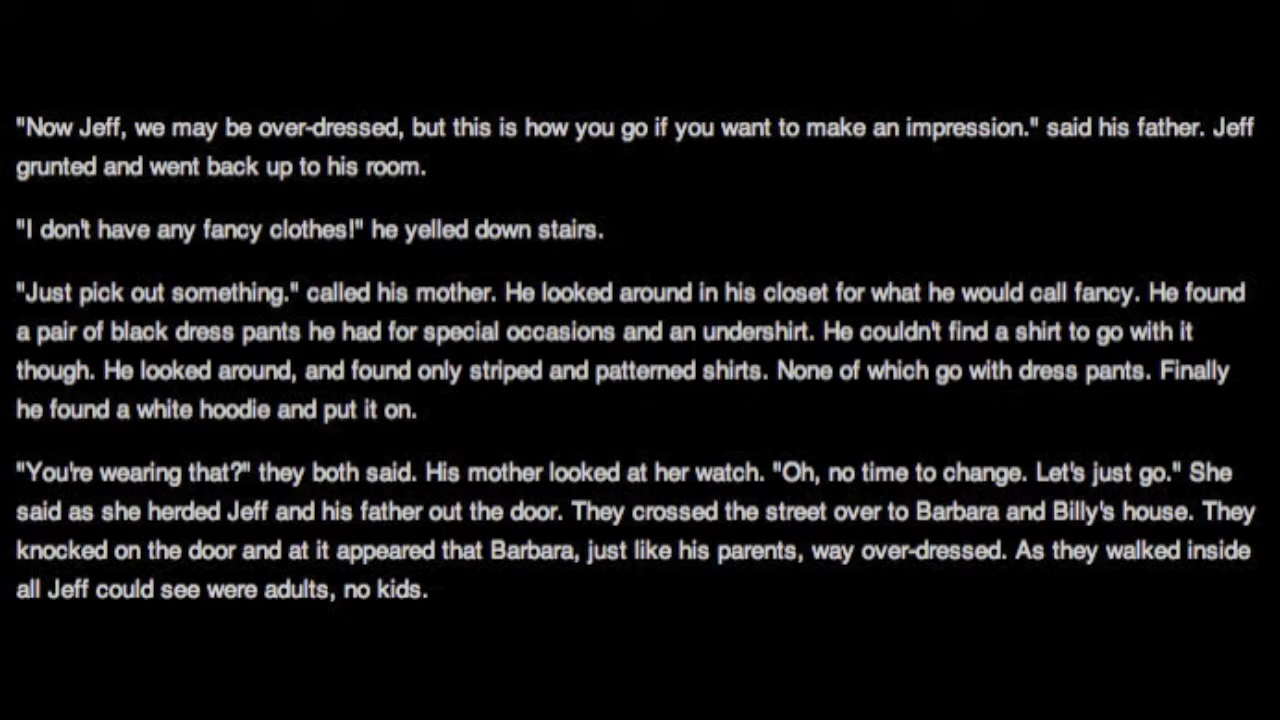 "Now Jeff, we may be over-dressed, but this is how you go if you want to make an impression." said his father. Jeff
grunted and went back up to his room.
"I don't have any fancy clothes!" he yelled down stairs.
"Just pick out something." called his mother. He looked around in his closet for what he would call fancy. He found
a pair of black dress pants he had for special occasions and an undershirt. He couldn't find a shirt to go with it
though. He looked around, and found only striped and patterned shirts. None of which go with dress pants. Finally
he found a white hoodie and put it on.
"You're wearing that?" they both said. His mother looked at her watch. "Oh, no time to change. Let's just go." She
said as she herded Jeff and his father out the door. They crossed the street over to Barbara and Billy's house. They
knocked on the door and at it appeared that Barbara, just like his parents, way over-dressed. As they walked inside
all Jeff could see were adults, no kids.